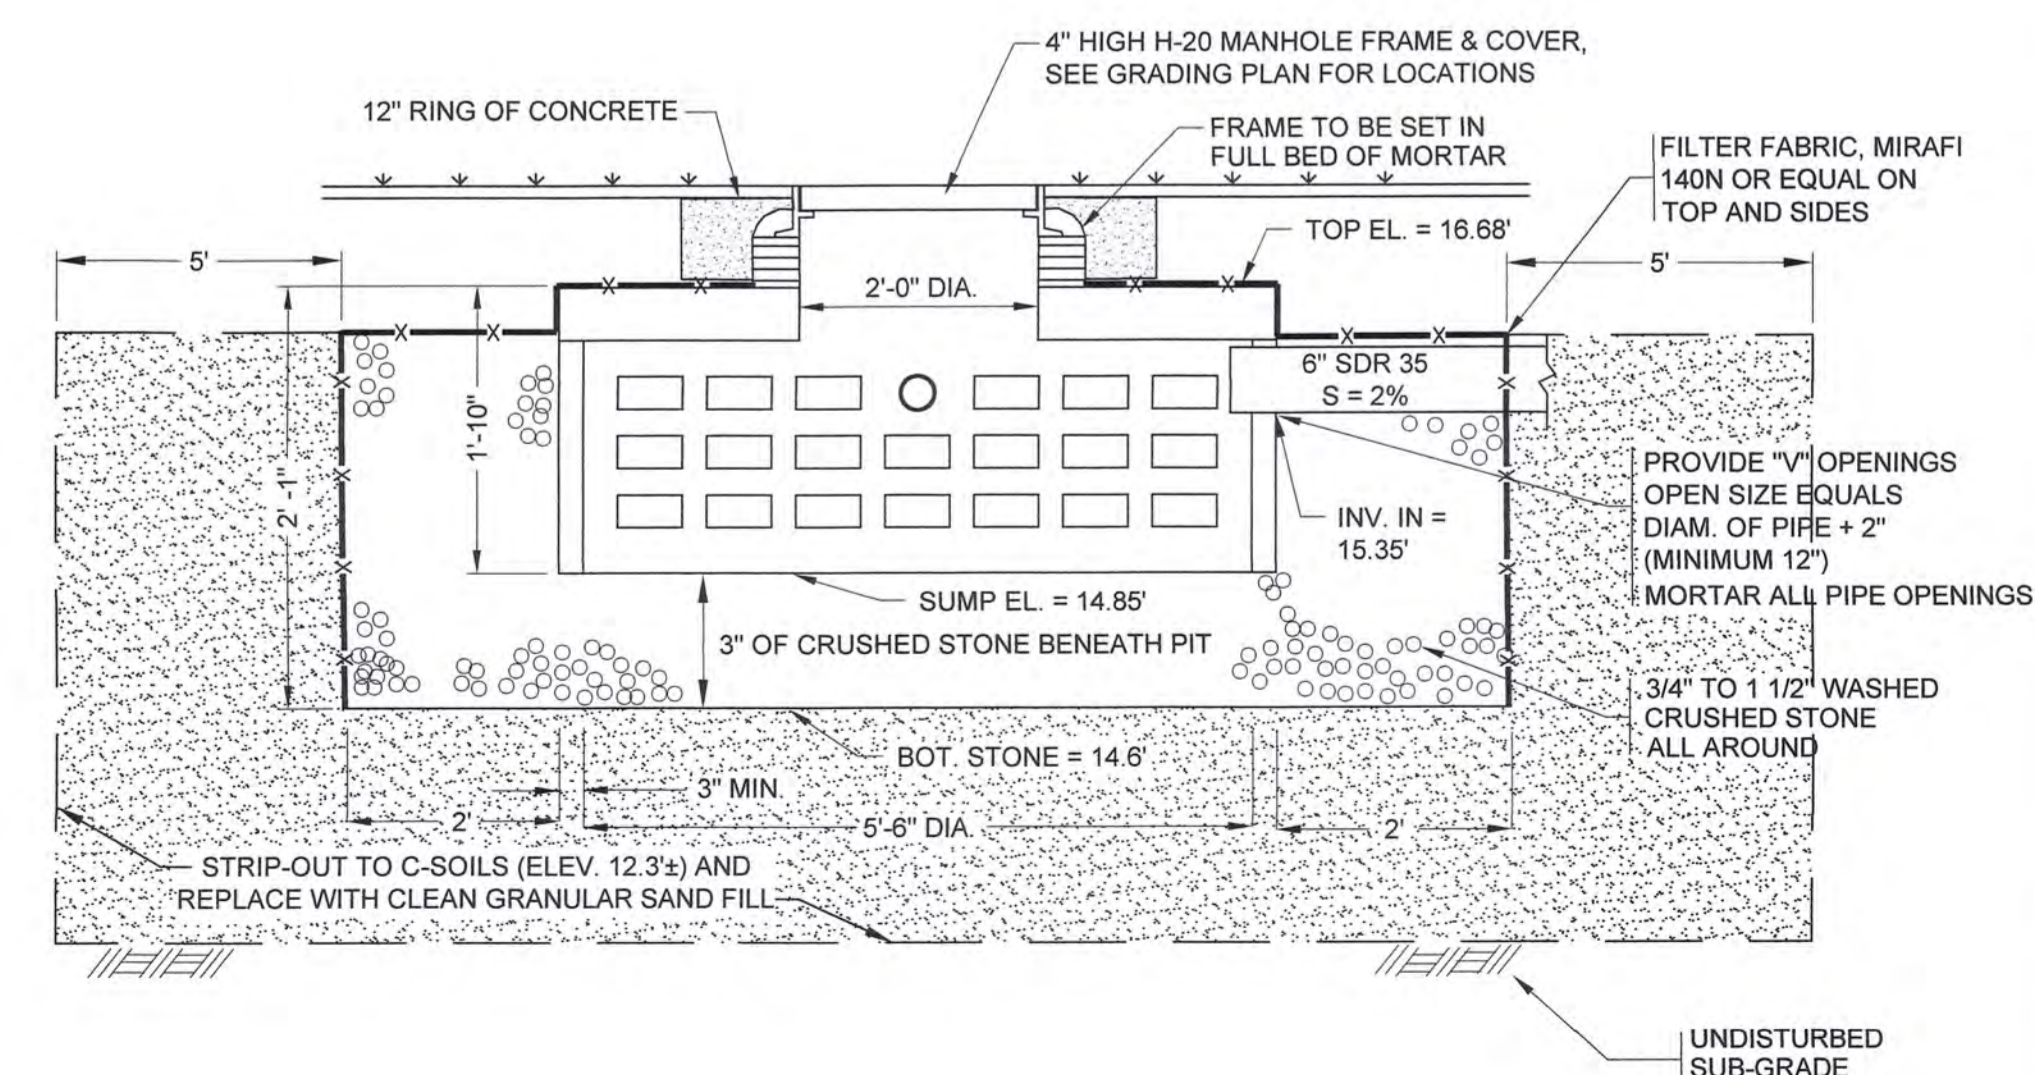 4" HIGH H-20 MANHOLE FRAME & COVER,
SEE GRADING PLAN FOR LOCATIONS
12" RING OF CONCRETE
FRAME TO BE SET IN
FULL BED OF MORTAR
FILTER FABRIC, MIRAFI
140N OR EQUAL ON
TOP AND SIDES
TOP EL. = 16.68'
5'
5'
2'-0" DIA.
6" SDR 35
S = 2%
1'-10"
2'-1"
PROVIDE "V" OPENINGS
OPEN SIZE EQUALS
DIAM. OF PIPE + 2"
(MINIMUM 12")
MORTAR ALL PIPE OPENINGS
INV. IN =
15.35'
SUMP EL. = 14.85'
3" OF CRUSHED STONE BENEATH PIT
3/4" TO 1 1/2" WASHED
CRUSHED STONE
ALL AROUND
BOT. STONE = 14.6'
3" MIN.
2'
5'-6" DIA.
2'
STRIP-OUT TO C-SOILS (ELEV. 12.3'±) AND
REPLACE WITH CLEAN GRANULAR SAND FILL
UNDISTURBED
SUB-GRADE